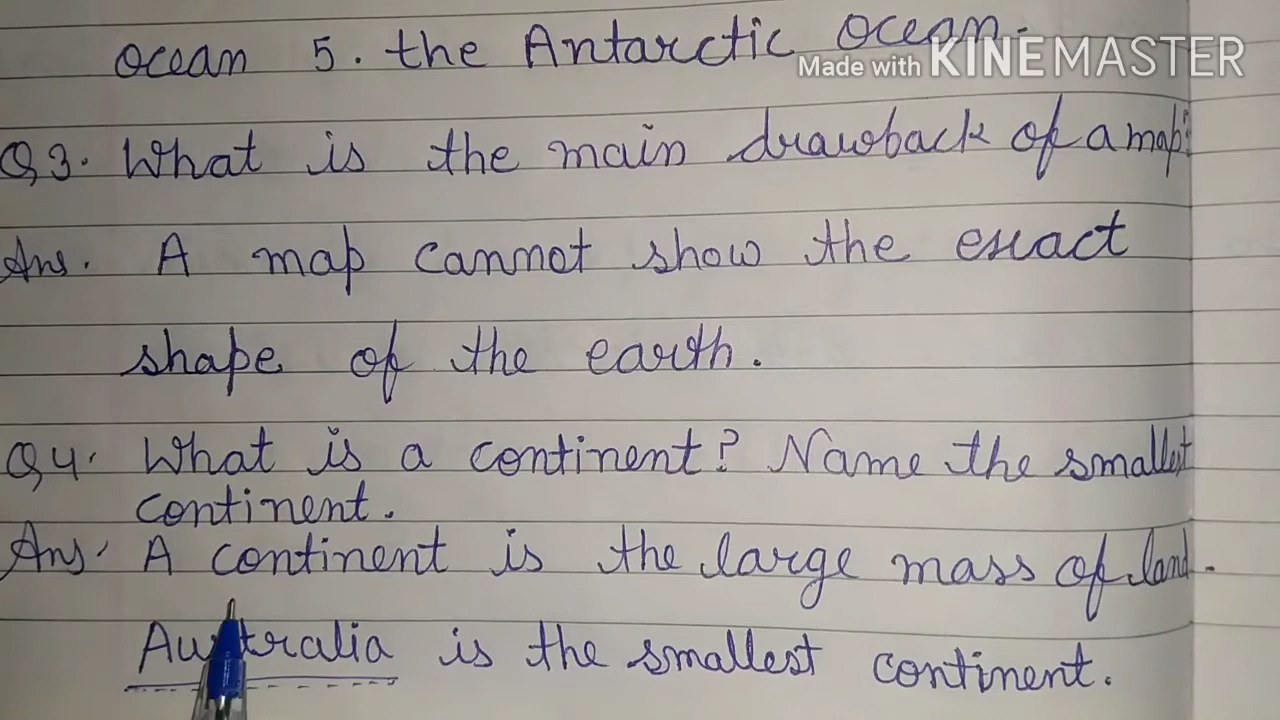 ocean 5. the Antarctic ocean.
Made with KINEMASTER
Q3. What is the main drawback of a map?
Ans. A map cannot show the exact
shape of the earth.
Q4. What is a continent? Name the smallest
continent.
Ans. A continent is the large mass of land.
Australia is the smallest continent.